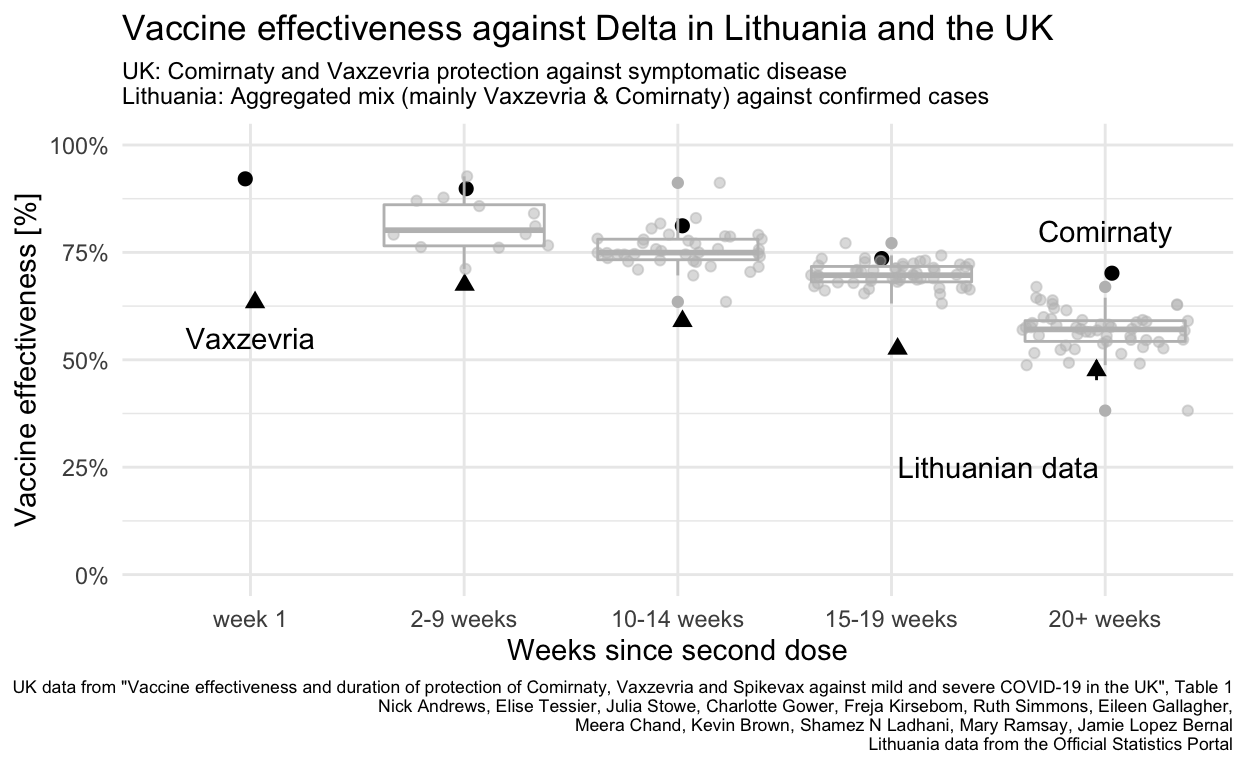 Vaccine effectiveness against Delta in Lithuania and the UK
UK: Comirnaty and Vaxzevria protection against symptomatic disease
Lithuania: Aggregated mix (mainly Vaxzevria & Comirnaty) against confirmed cases
Vaccine effectiveness [%]
100%
75%
50%
25%
0%
Comirnaty
Vaxzevria
Lithuanian data
week 1
2-9 weeks
10-14 weeks
15-19 weeks
20+ weeks
Weeks since second dose
UK data from "Vaccine effectiveness and duration of protection of Comirnaty, Vaxzevria and Spikevax against mild and severe COVID-19 in the UK", Table 1
Nick Andrews, Elise Tessier, Julia Stowe, Charlotte Gower, Freja Kirsebom, Ruth Simmons, Eileen Gallagher,
Meera Chand, Kevin Brown, Shamez N Ladhani, Mary Ramsay, Jamie Lopez Bernal
Lithuania data from the Official Statistics Portal